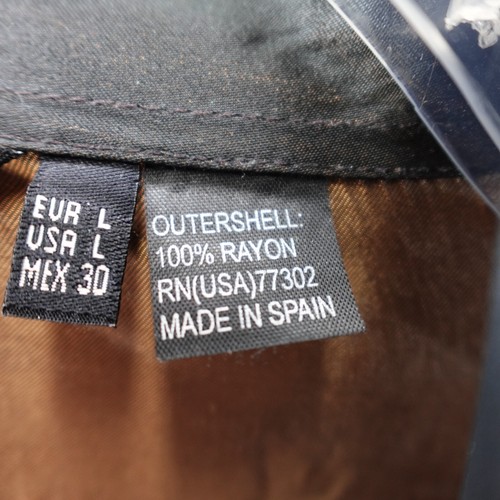 EUR L
USA L
MEX 30
OUTERSHELL:
100% RAYON
RN(USA)77302
MADE IN SPAIN